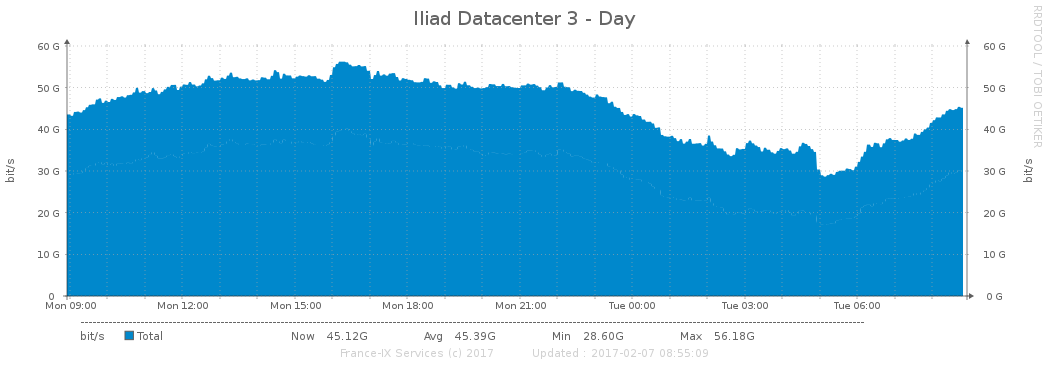 Iliad Datacenter 3 - Day
RRDTOOL / TOBI OETIKER
60 G 60 G
50 G 50 G
40 G 40 G
30 G 30 G
20 G 20 G
10 G 10 G
0 0 G
bit/s bit/s
Mon 09:00 Mon 12:00 Mon 15:00 Mon 18:00 Mon 21:00 Tue 00:00 Tue 03:00 Tue 06:00
bit/s Total Now 45.12G Avg 45.39G Min 28.60G Max 56.18G
France-IX Services (c) 2017 Updated : 2017-02-07 08:55:09